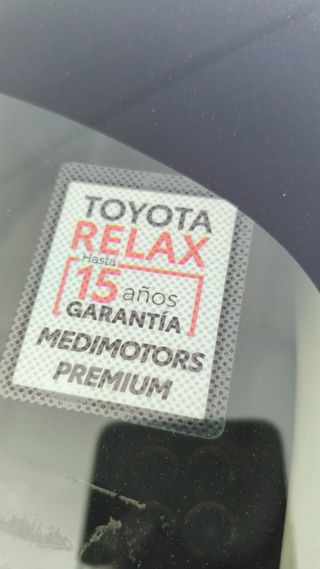 TOYOTA
RELAX
Hasta
15 años
GARANTÍA
MEDIMOTORS
PREMIUM